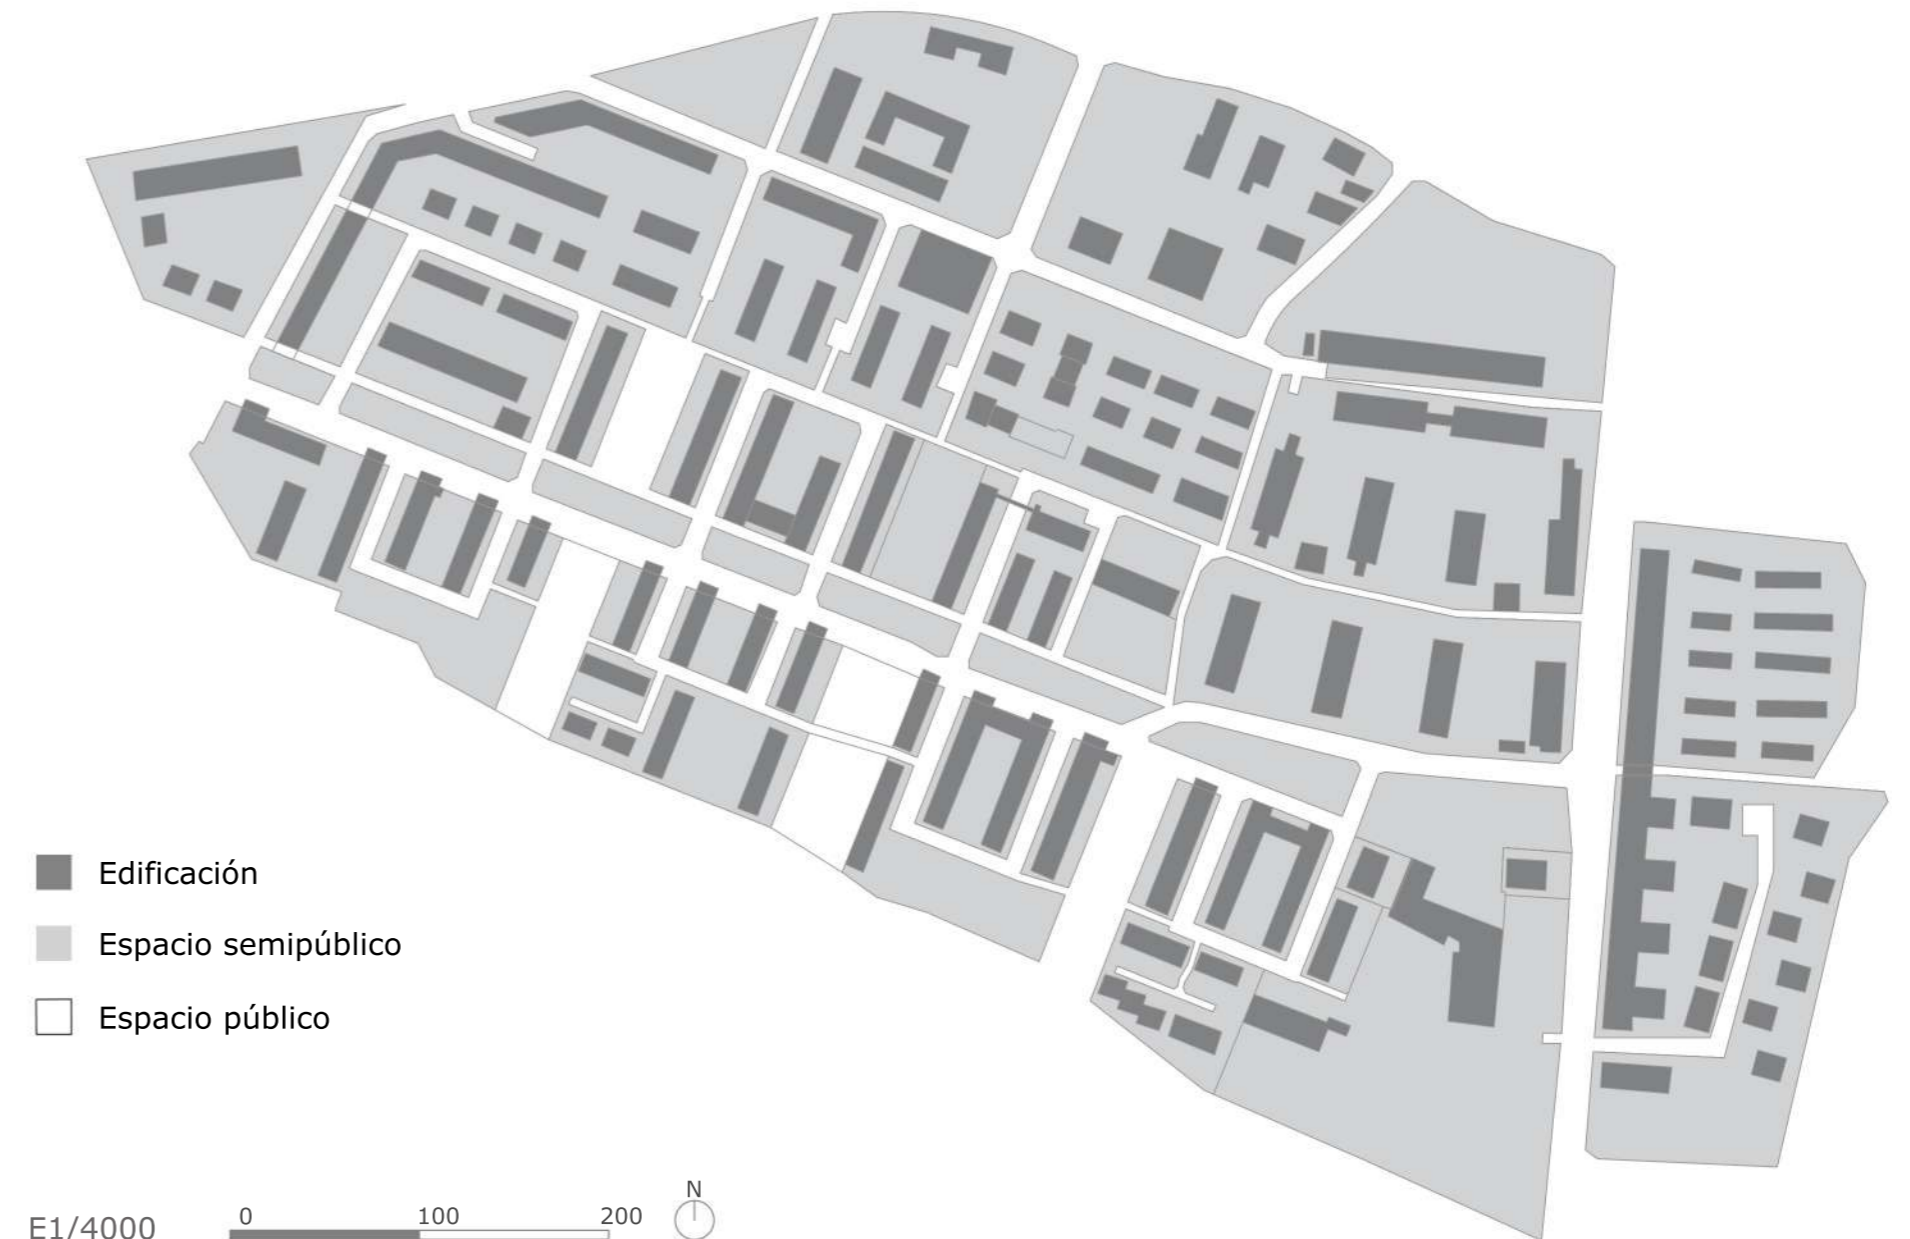 Edificación
Espacio semipúblico
Espacio público
E1/4000
0 100 200
N